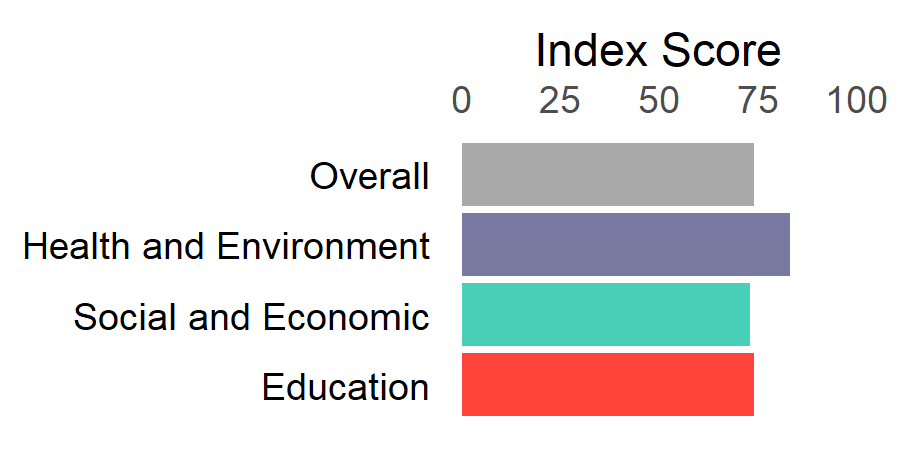 Index Score
0 25 50 75 100
Overall
Health and Environment
Social and Economic
Education